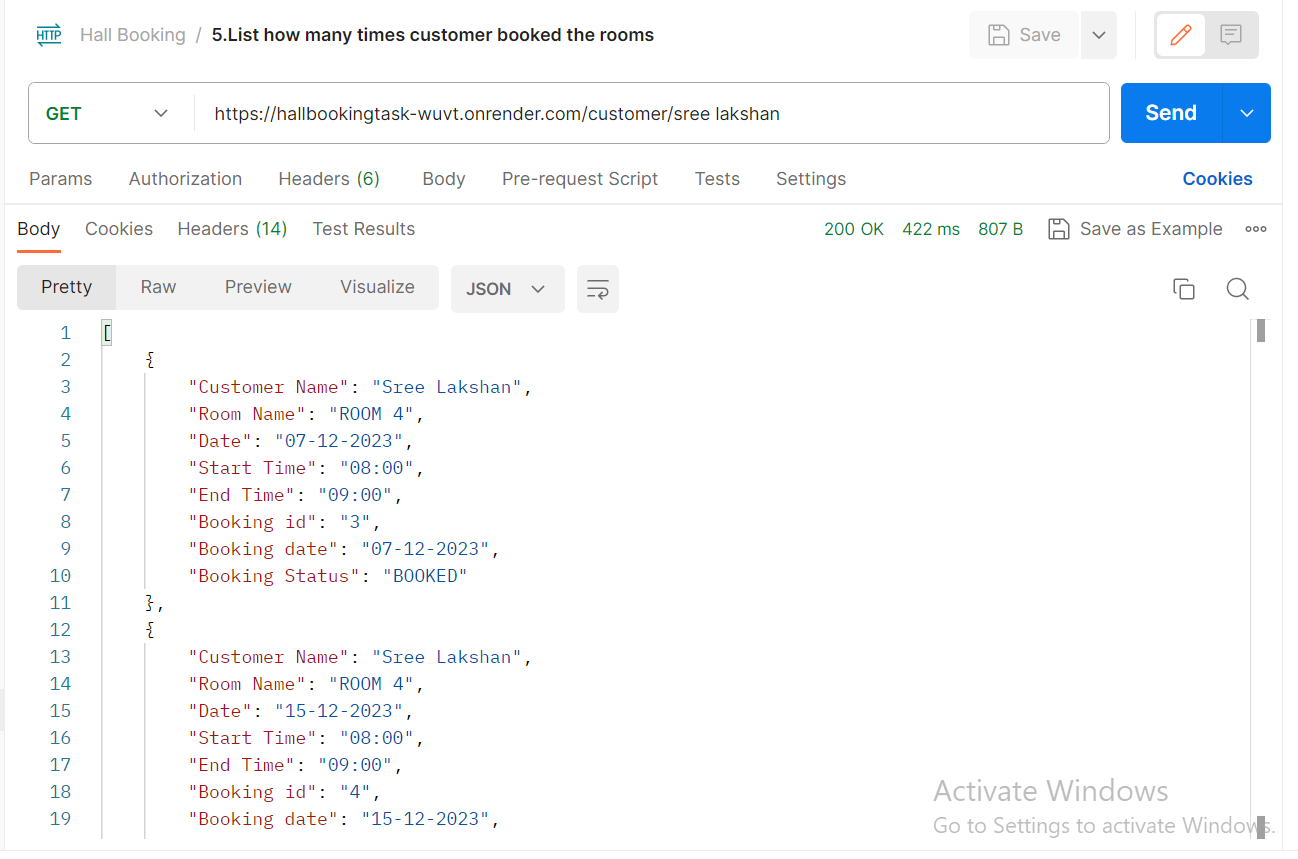 HTTP Hall Booking / 5.List how many times customer booked the rooms Save
GET https://hallbookingtask-wuvt.onrender.com/customer/sree lakshan Send
Params Authorization Headers (6) Body Pre-request Script Tests Settings Cookies
Body Cookies Headers (14) Test Results 200 OK 422 ms 807 B Save as Example
Pretty Raw Preview Visualize JSON
1 [
2 {
3 "Customer Name": "Sree Lakshan",
4 "Room Name": "ROOM 4",
5 "Date": "07-12-2023",
6 "Start Time": "08:00",
7 "End Time": "09:00",
8 "Booking id": "3",
9 "Booking date": "07-12-2023",
10 "Booking Status": "BOOKED"
11 },
12 {
13 "Customer Name": "Sree Lakshan",
14 "Room Name": "ROOM 4",
15 "Date": "15-12-2023",
16 "Start Time": "08:00",
17 "End Time": "09:00",
18 "Booking id": "4",
19 "Booking date": "15-12-2023",
Activate Windows
Go to Settings to activate Windows.